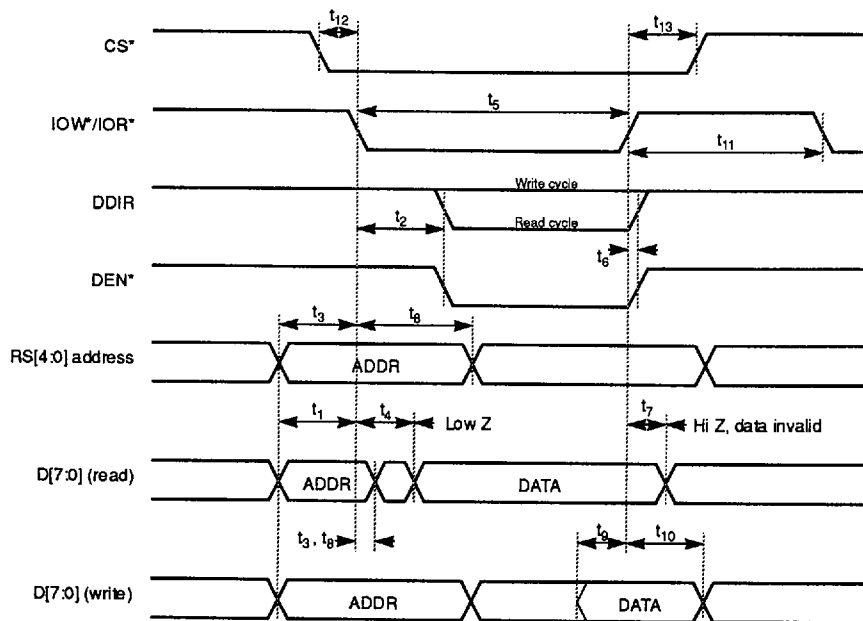 t12 t13
CS*
t5
IOW*/IOR*
t11
Write cycle
DDIR
t2 Read cycle
t6
DEN*
t3 t8
RS[4:0] address ADDR
t1 t4 Low Z t7 Hi Z, data invalid
D[7:0] (read) ADDR DATA
t3 , t8 t9 t10
D[7:0] (write) ADDR DATA